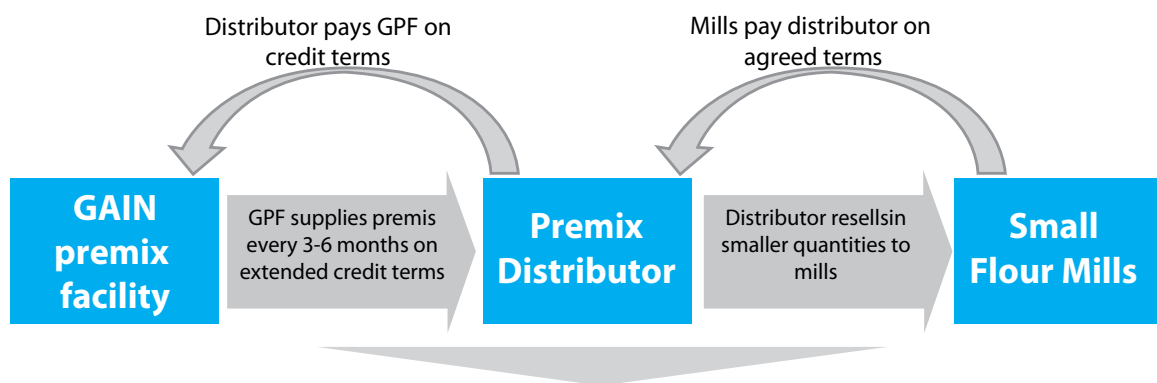 Distributor pays GPF on
credit terms
Mills pay distributor on
agreed terms
GAIN
premix
facility
GPF supplies premis
every 3-6 months on
extended credit terms
Premix
Distributor
Distributor resellsin
smaller quantities to
mills
Small
Flour Mills